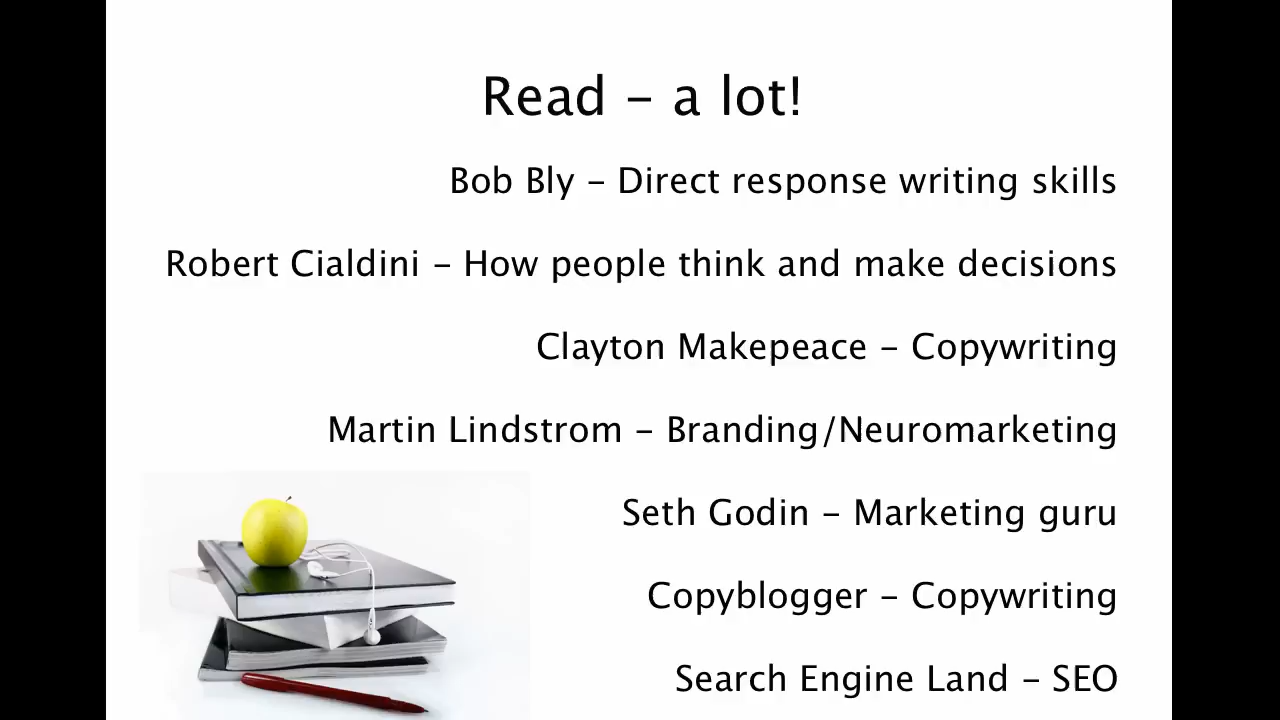 Read – a lot!
Bob Bly – Direct response writing skills
Robert Cialdini – How people think and make decisions
Clayton Makepeace – Copywriting
Martin Lindstrom – Branding/Neuromarketing
Seth Godin – Marketing guru
Copyblogger – Copywriting
Search Engine Land – SEO